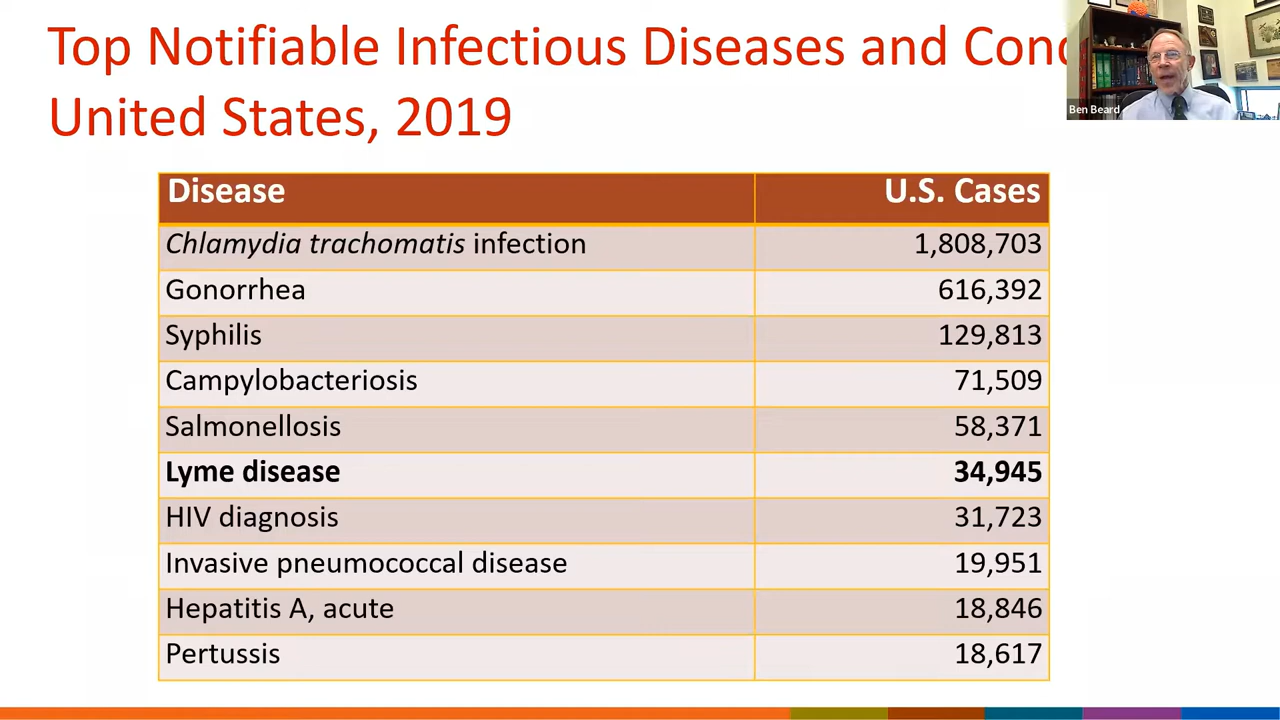 Top Notifiable Infectious Diseases and Con
United States, 2019
Ben Beard
Disease U.S. Cases
Chlamydia trachomatis infection 1,808,703
Gonorrhea 616,392
Syphilis 129,813
Campylobacteriosis 71,509
Salmonellosis 58,371
Lyme disease 34,945
HIV diagnosis 31,723
Invasive pneumococcal disease 19,951
Hepatitis A, acute 18,846
Pertussis 18,617